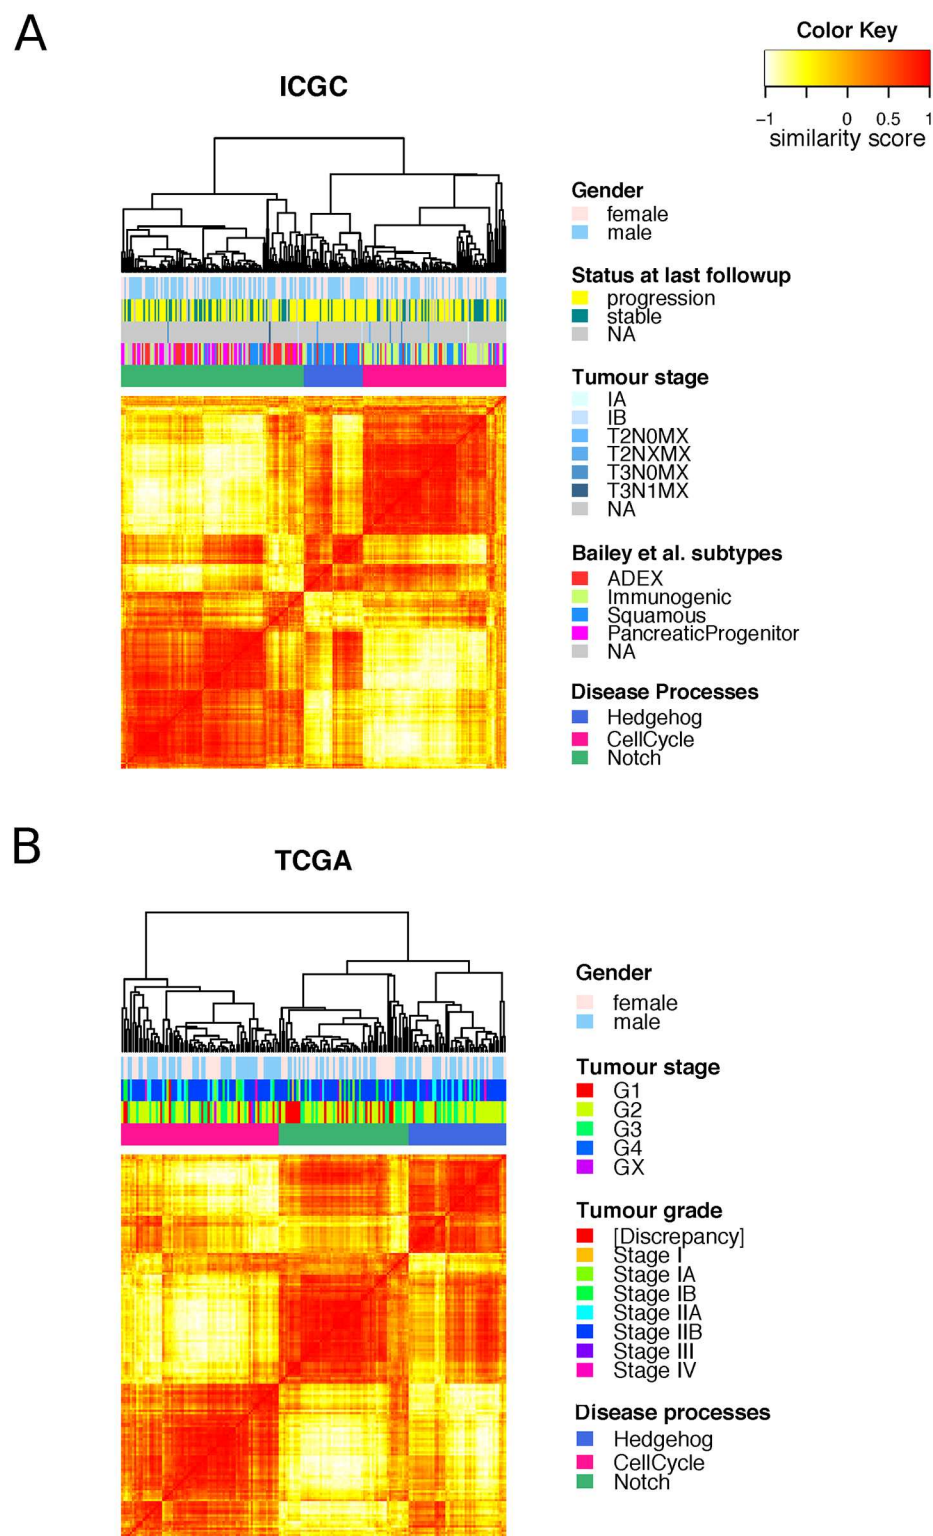 A
ICGC
Color Key
−1 0 0.5 1
similarity score
Gender
female
male
Status at last followup
progression
stable
NA
Tumour stage
IA
IB
T2N0MX
T2NXMX
T3N0MX
T3N1MX
NA
Bailey et al. subtypes
ADEX
Immunogenic
Squamous
PancreaticProgenitor
NA
Disease Processes
Hedgehog
CellCycle
Notch
B
TCGA
Gender
female
male
Tumour stage
G1
G2
G3
G4
GX
Tumour grade
[Discrepancy]
Stage I
Stage IA
Stage IB
Stage IIA
Stage IIB
Stage III
Stage IV
Disease processes
Hedgehog
CellCycle
Notch